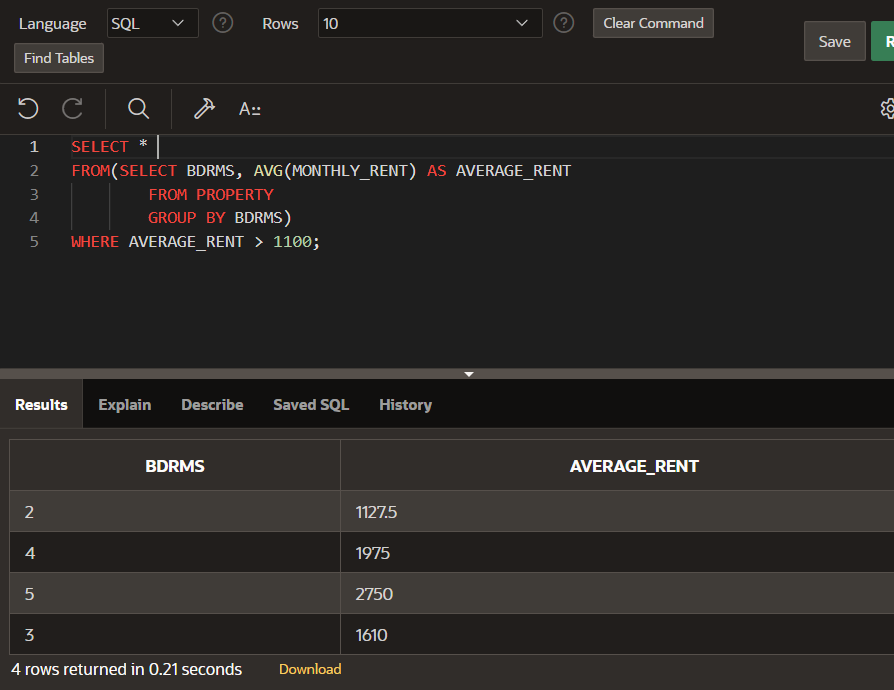 Language SQL ? Rows 10 ? Clear Command
Save
Find Tables
A::
1 SELECT *
2 FROM(SELECT BDRMS, AVG(MONTHLY_RENT) AS AVERAGE_RENT
3 FROM PROPERTY
4 GROUP BY BDRMS)
5 WHERE AVERAGE_RENT > 1100;
Results Explain Describe Saved SQL History
BDRMS AVERAGE_RENT
2 1127.5
4 1975
5 2750
3 1610
4 rows returned in 0.21 seconds Download